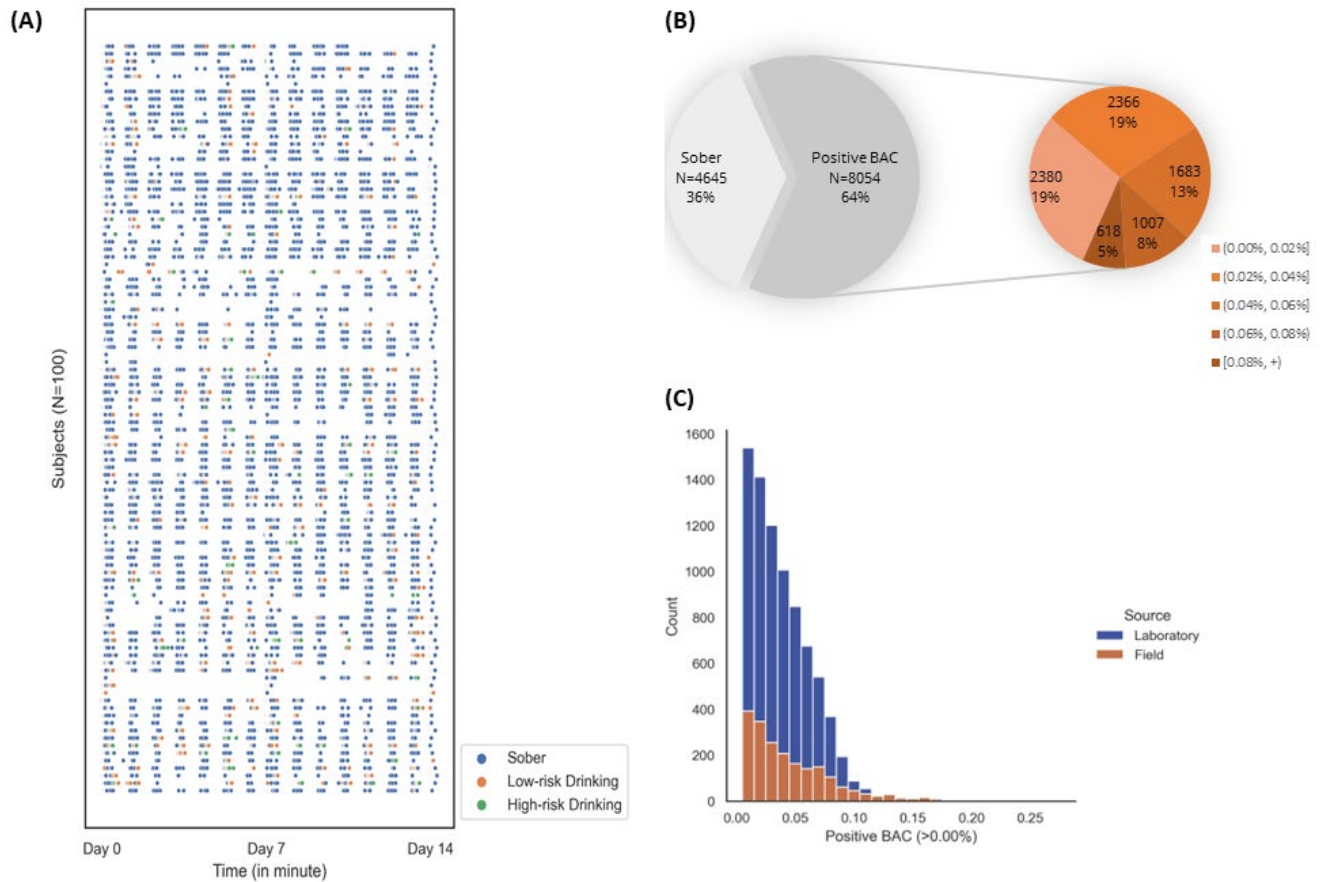 (A)
Subjects (N=100)
Day 0
Day 7
Day 14
Time (in minute)
Sober
Low-risk Drinking
High-risk Drinking
(B)
Sober
N=4645
36%
Positive BAC
N=8054
64%
2366
19%
1683
13%
1007
8%
618
5%
2380
19%
(0.00%, 0.02%]
(0.02%, 0.04%]
(0.04%, 0.06%]
(0.06%, 0.08%)
[0.08%, +)
(C)
1600
1400
1200
1000
800
600
400
200
0
Count
0.00
0.05
0.10
0.15
0.20
0.25
Positive BAC (>0.00%)
Source
Laboratory
Field